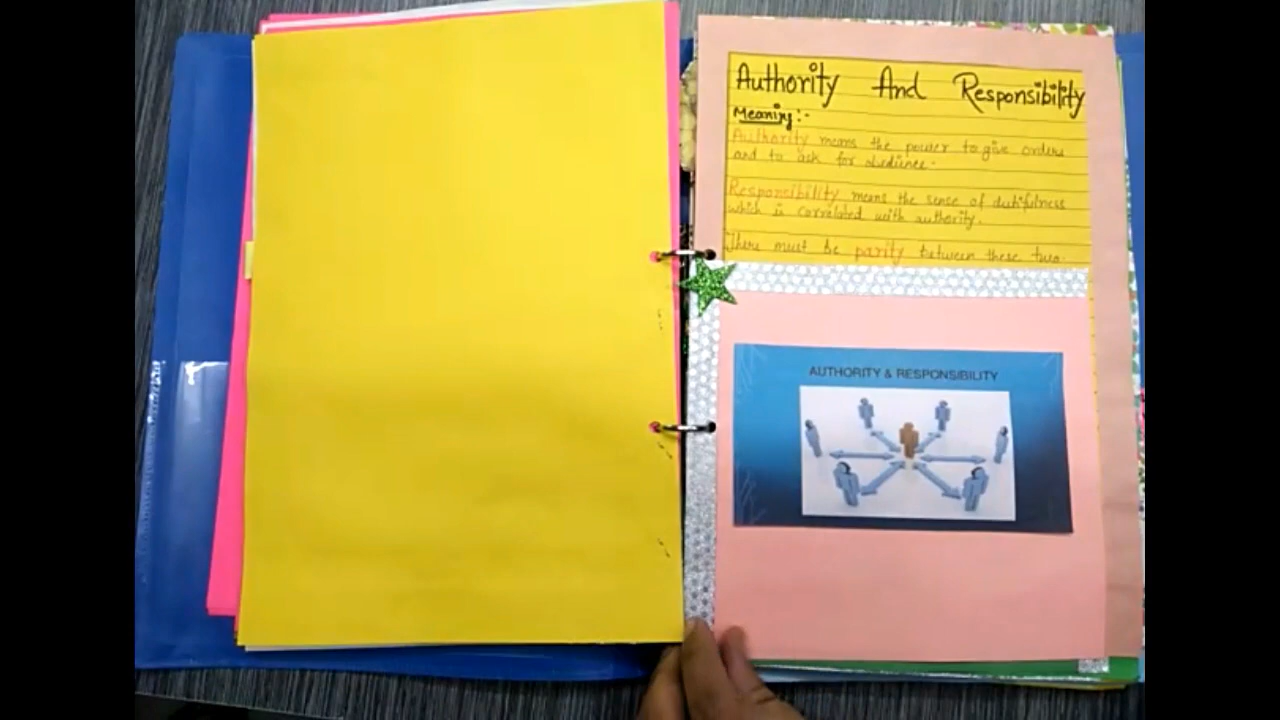 Authority And Responsibility
Meaning:-
Authority means the power to give orders
and to ask for obedience.
Responsibility means the sense of dutifulness
which is correlated with authority.
There must be parity between these two.
AUTHORITY & RESPONSIBILITY